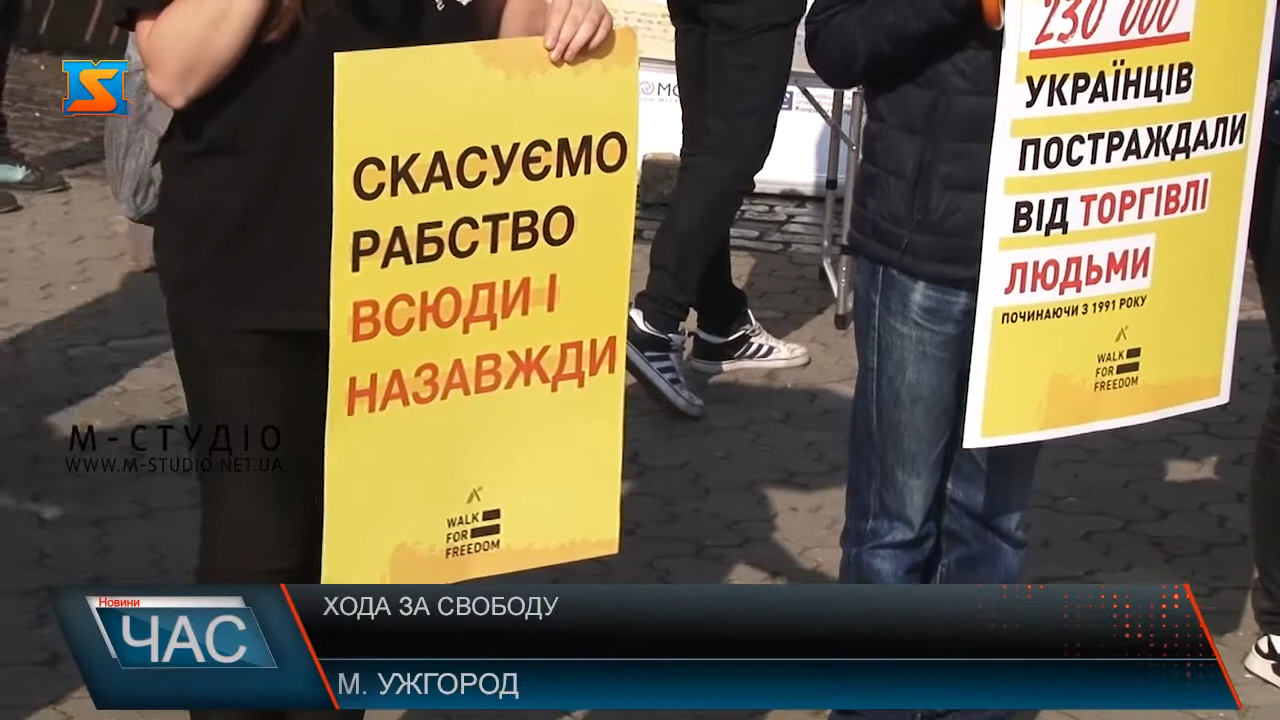 СКАСУЄМО
РАБСТВО
ВСЮДИ І
НАЗАВЖДИ
WALK
FOR
FREEDOM
230 000
УКРАЇНЦІВ
ПОСТРАЖДАЛИ
ВІД ТОРГІВЛІ
ЛЮДЬМИ
ПОЧИНАЮЧИ З 1991 РОКУ
WALK
FOR
FREEDOM
М-СТУДІО
WWW.M-STUDIO.NET.UA
Новини
ЧАС
ХОДА ЗА СВОБОДУ
М. УЖГОРОД